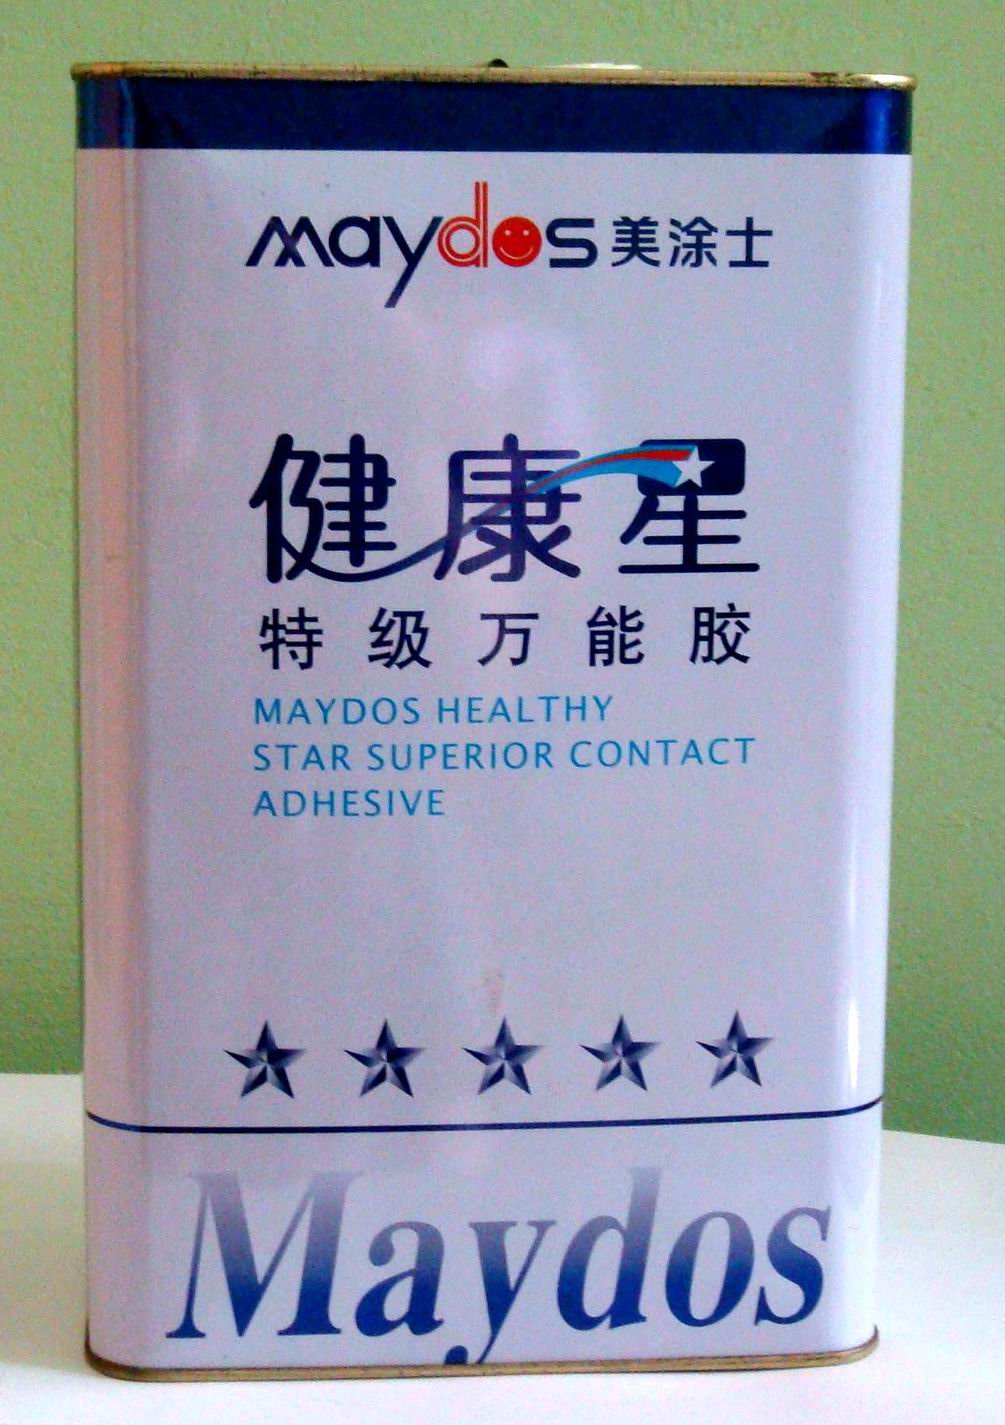 maydos 美涂士
健康星
特级万能胶
MAYDOS HEALTHY
STAR SUPERIOR CONTACT
ADHESIVE
Maydos